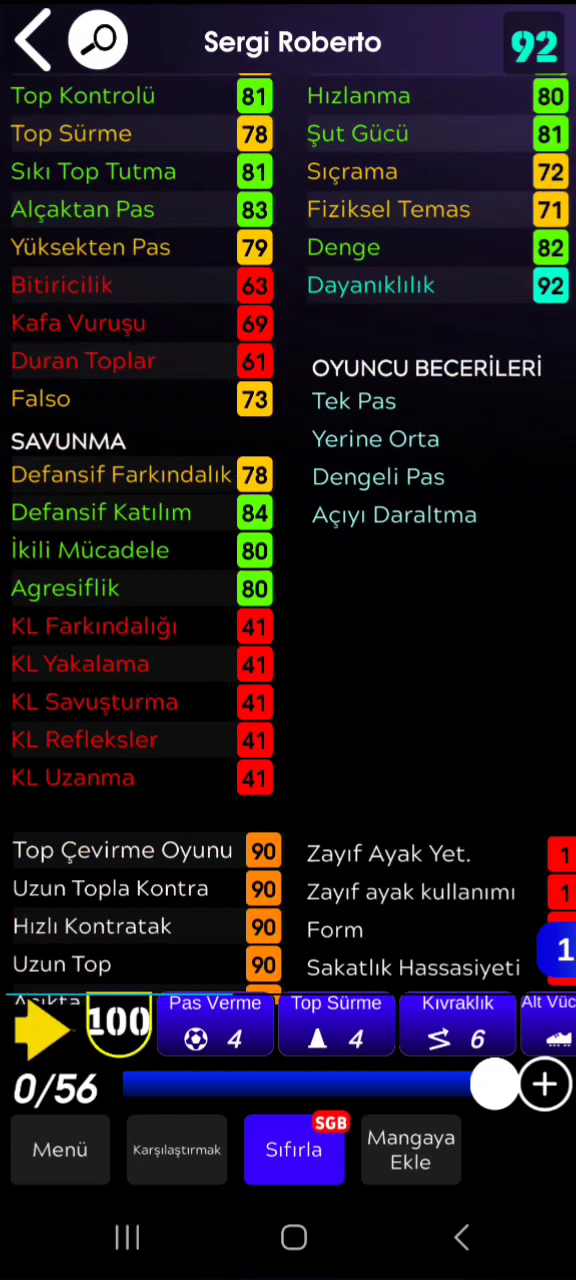 Sergi Roberto
92
Top Kontrolü 81
Top Sürme 78
Sıkı Top Tutma 81
Alçaktan Pas 83
Yüksekten Pas 79
Bitiricilik 63
Kafa Vuruşu 69
Duran Toplar 61
Falso 73
SAVUNMA
Defansif Farkındalık 78
Defansif Katılım 84
İkili Mücadele 80
Agresiflik 80
KL Farkındalığı 41
KL Yakalama 41
KL Savuşturma 41
KL Refleksler 41
KL Uzanma 41
Hızlanma 80
Şut Gücü 81
Sıçrama 72
Fiziksel Temas 71
Denge 82
Dayanıklılık 92
OYUNCU BECERİLERİ
Tek Pas
Yerine Orta
Dengeli Pas
Açıyı Daraltma
Top Çevirme Oyunu 90
Uzun Topla Kontra 90
Hızlı Kontratak 90
Uzun Top 90
Zayıf Ayak Yet. 1
Zayıf ayak kullanımı 1
Form
Sakatlık Hassasiyeti
1
100
Pas Verme
4
Top Sürme
4
Kıvraklık
6
Alt Vüc
0/56
+
Menü
Karşılaştırmak
SGB
Sıfırla
Mangaya
Ekle